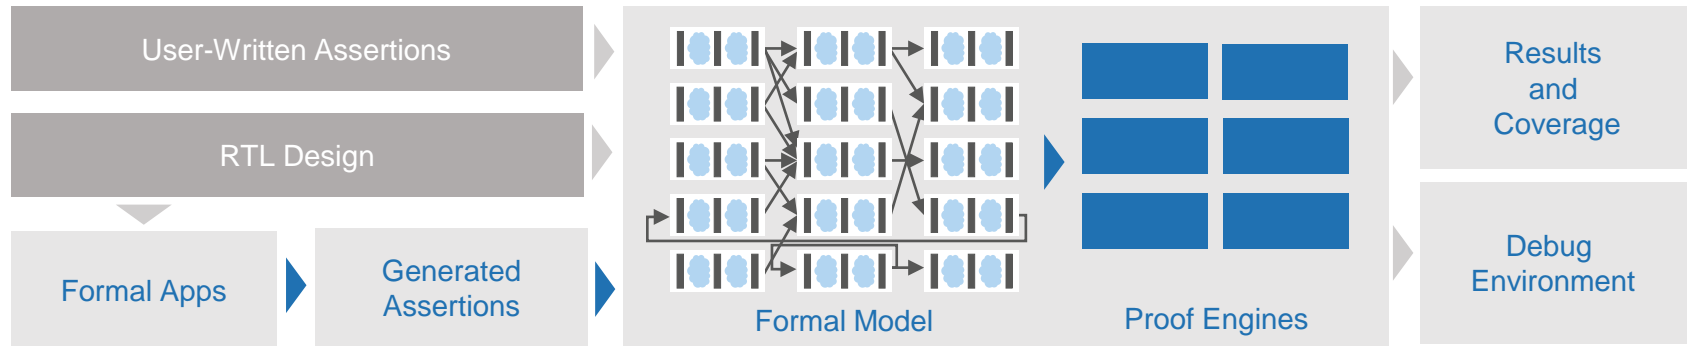 User-Written Assertions
RTL Design
Formal Apps
Generated
Assertions
Formal Model
Proof Engines
Results
and
Coverage
Debug
Environment